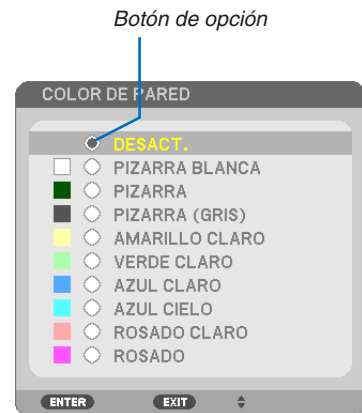 Botón de opción
COLOR DE PARED
DESACT.
PIZARRA BLANCA
PIZARRA
PIZARRA (GRIS)
AMARILLO CLARO
VERDE CLARO
AZUL CLARO
AZUL CIELO
ROSADO CLARO
ROSADO
ENTER EXIT